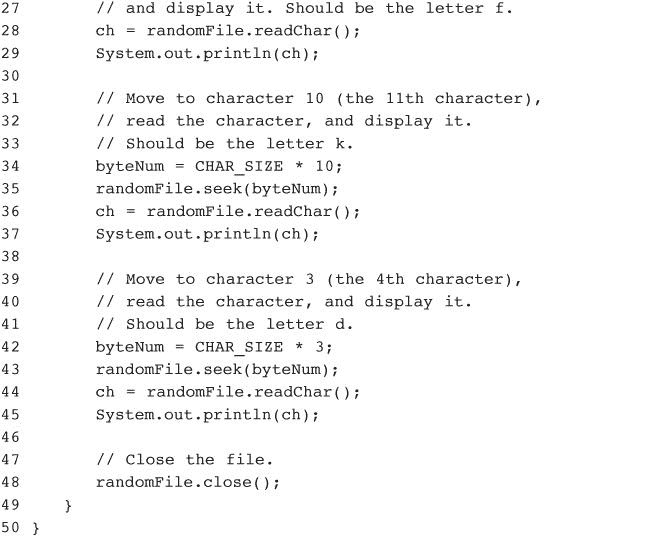 27 // and display it. Should be the letter f.
28 ch = randomFile.readChar();
29 System.out.println(ch);
30
31 // Move to character 10 (the 11th character),
32 // read the character, and display it.
33 // Should be the letter k.
34 byteNum = CHAR_SIZE * 10;
35 randomFile.seek(byteNum);
36 ch = randomFile.readChar();
37 System.out.println(ch);
38
39 // Move to character 3 (the 4th character),
40 // read the character, and display it.
41 // Should be the letter d.
42 byteNum = CHAR_SIZE * 3;
43 randomFile.seek(byteNum);
44 ch = randomFile.readChar();
45 System.out.println(ch);
46
47 // Close the file.
48 randomFile.close();
49 }
50 }